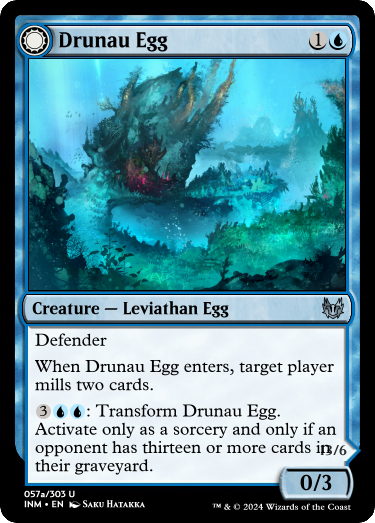 Drunau Egg 1
Creature — Leviathan Egg
Defender
When Drunau Egg enters, target player
mills two cards.
3: Transform Drunau Egg.
Activate only as a sorcery and only if an
opponent has thirteen or more cards in
their graveyard.
13/6
0/3
057a/303 U
INM • EN Saku Hatakka
™ & © 2024 Wizards of the Coast